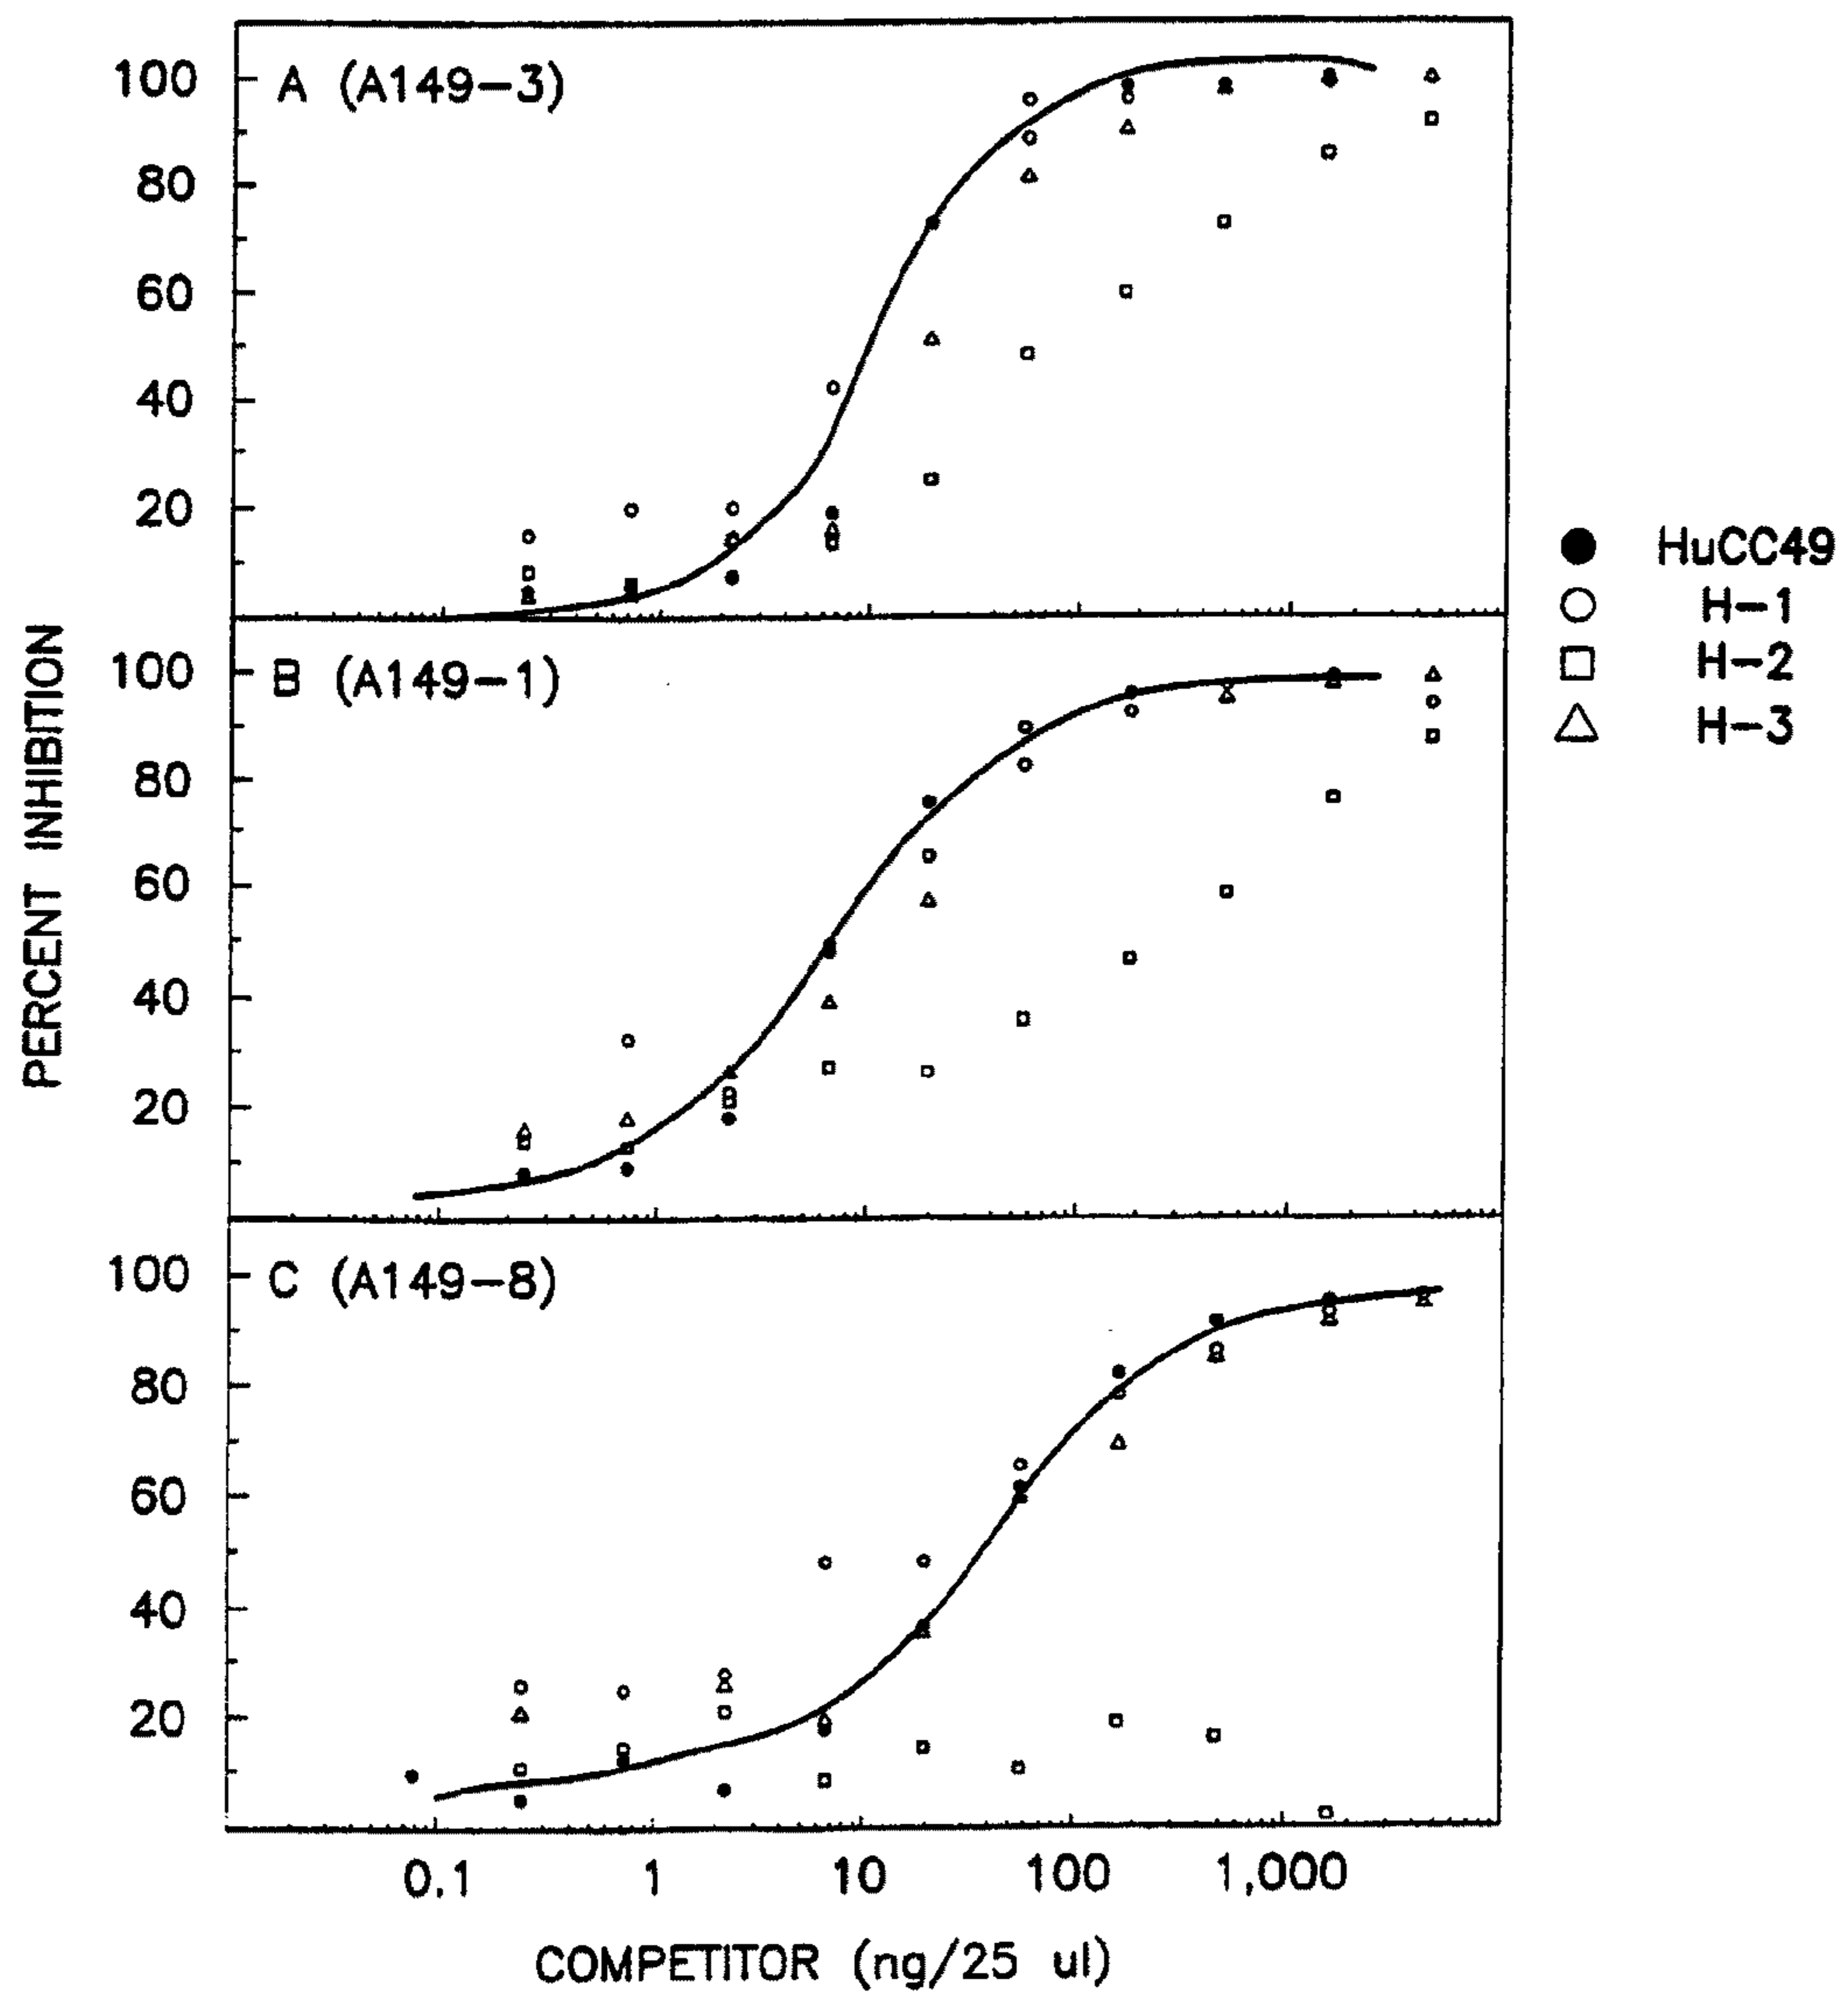 A (A149-3)
100
80
60
40
20
B (A149-1)
100
80
60
40
20
C (A149-8)
100
80
60
40
20
0.1 1 10 100 1,000
PERCENT INHIBITION
COMPETITOR (ng/25 ul)
HuCC49
H-1
H-2
H-3